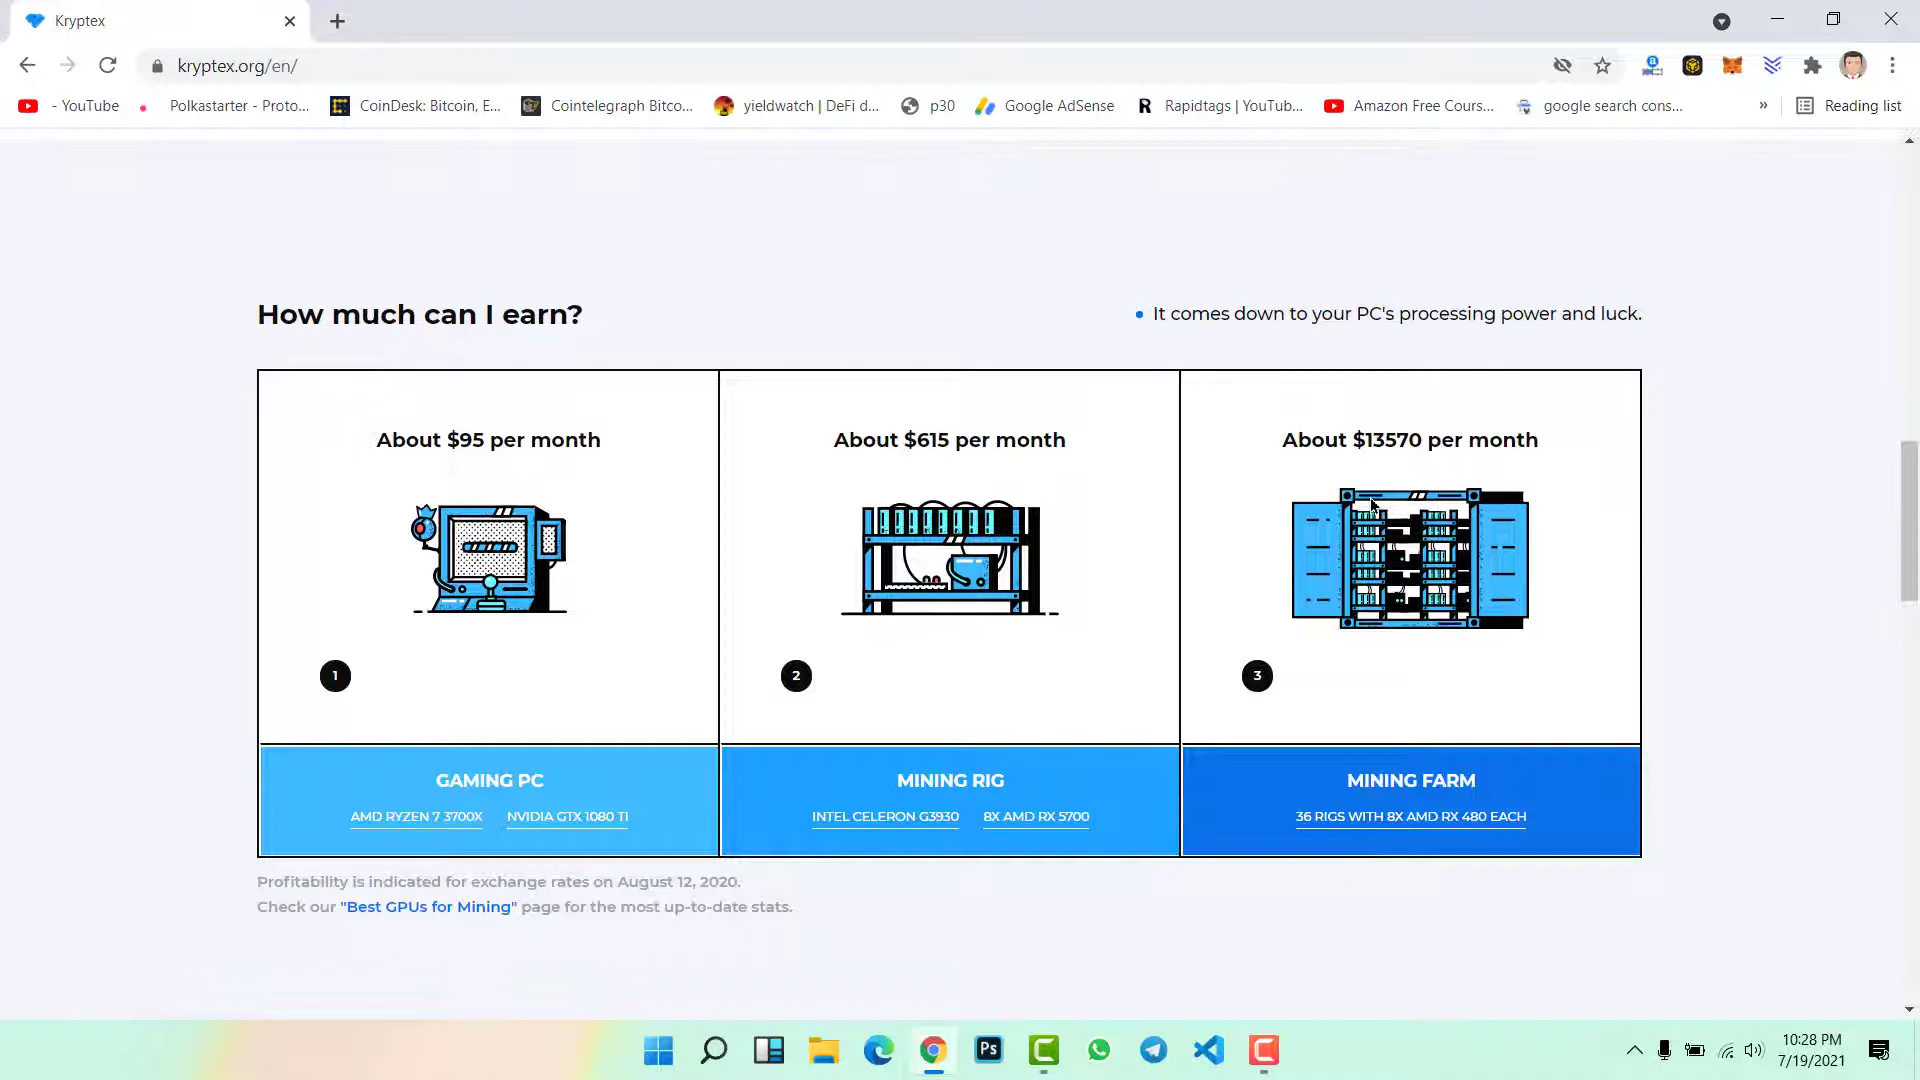 Kryptex
kryptex.org/en/
- YouTube
Polkastarter - Proto...
CoinDesk: Bitcoin, E...
Cointelegraph Bitco...
yieldwatch | DeFi d...
p30
Google AdSense
Rapidtags | YouTub...
Amazon Free Cours...
google search cons...
»
Reading list
How much can I earn?
It comes down to your PC's processing power and luck.
About $95 per month
About $615 per month
About $13570 per month
1
2
3
GAMING PC
MINING RIG
MINING FARM
AMD RYZEN 7 3700X NVIDIA GTX 1080 TI
INTEL CELERON G3930 8X AMD RX 5700
36 RIGS WITH 8X AMD RX 480 EACH
Profitability is indicated for exchange rates on August 12, 2020.
Check our "Best GPUs for Mining" page for the most up-to-date stats.
Ps
10:28 PM
7/19/2021